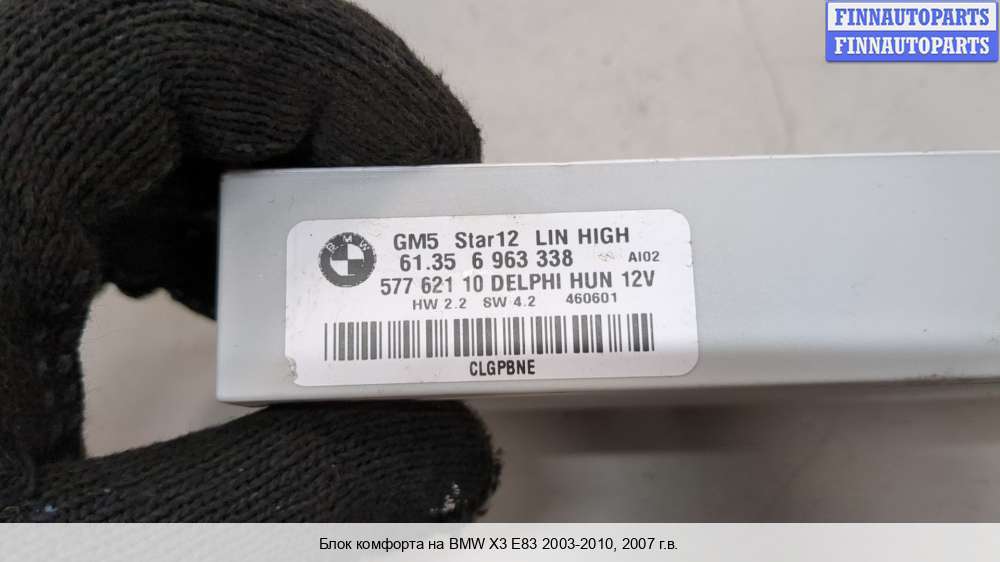 FINNAUTOPARTS
FINNAUTOPARTS
BMW
GM5 Star12 LIN HIGH
61.35 6 963 338 AI02
577 621 10 DELPHI HUN 12V
HW 2.2 SW 4.2 460601
CLGPBNE
Блок комфорта на BMW X3 E83 2003-2010, 2007 г.в.